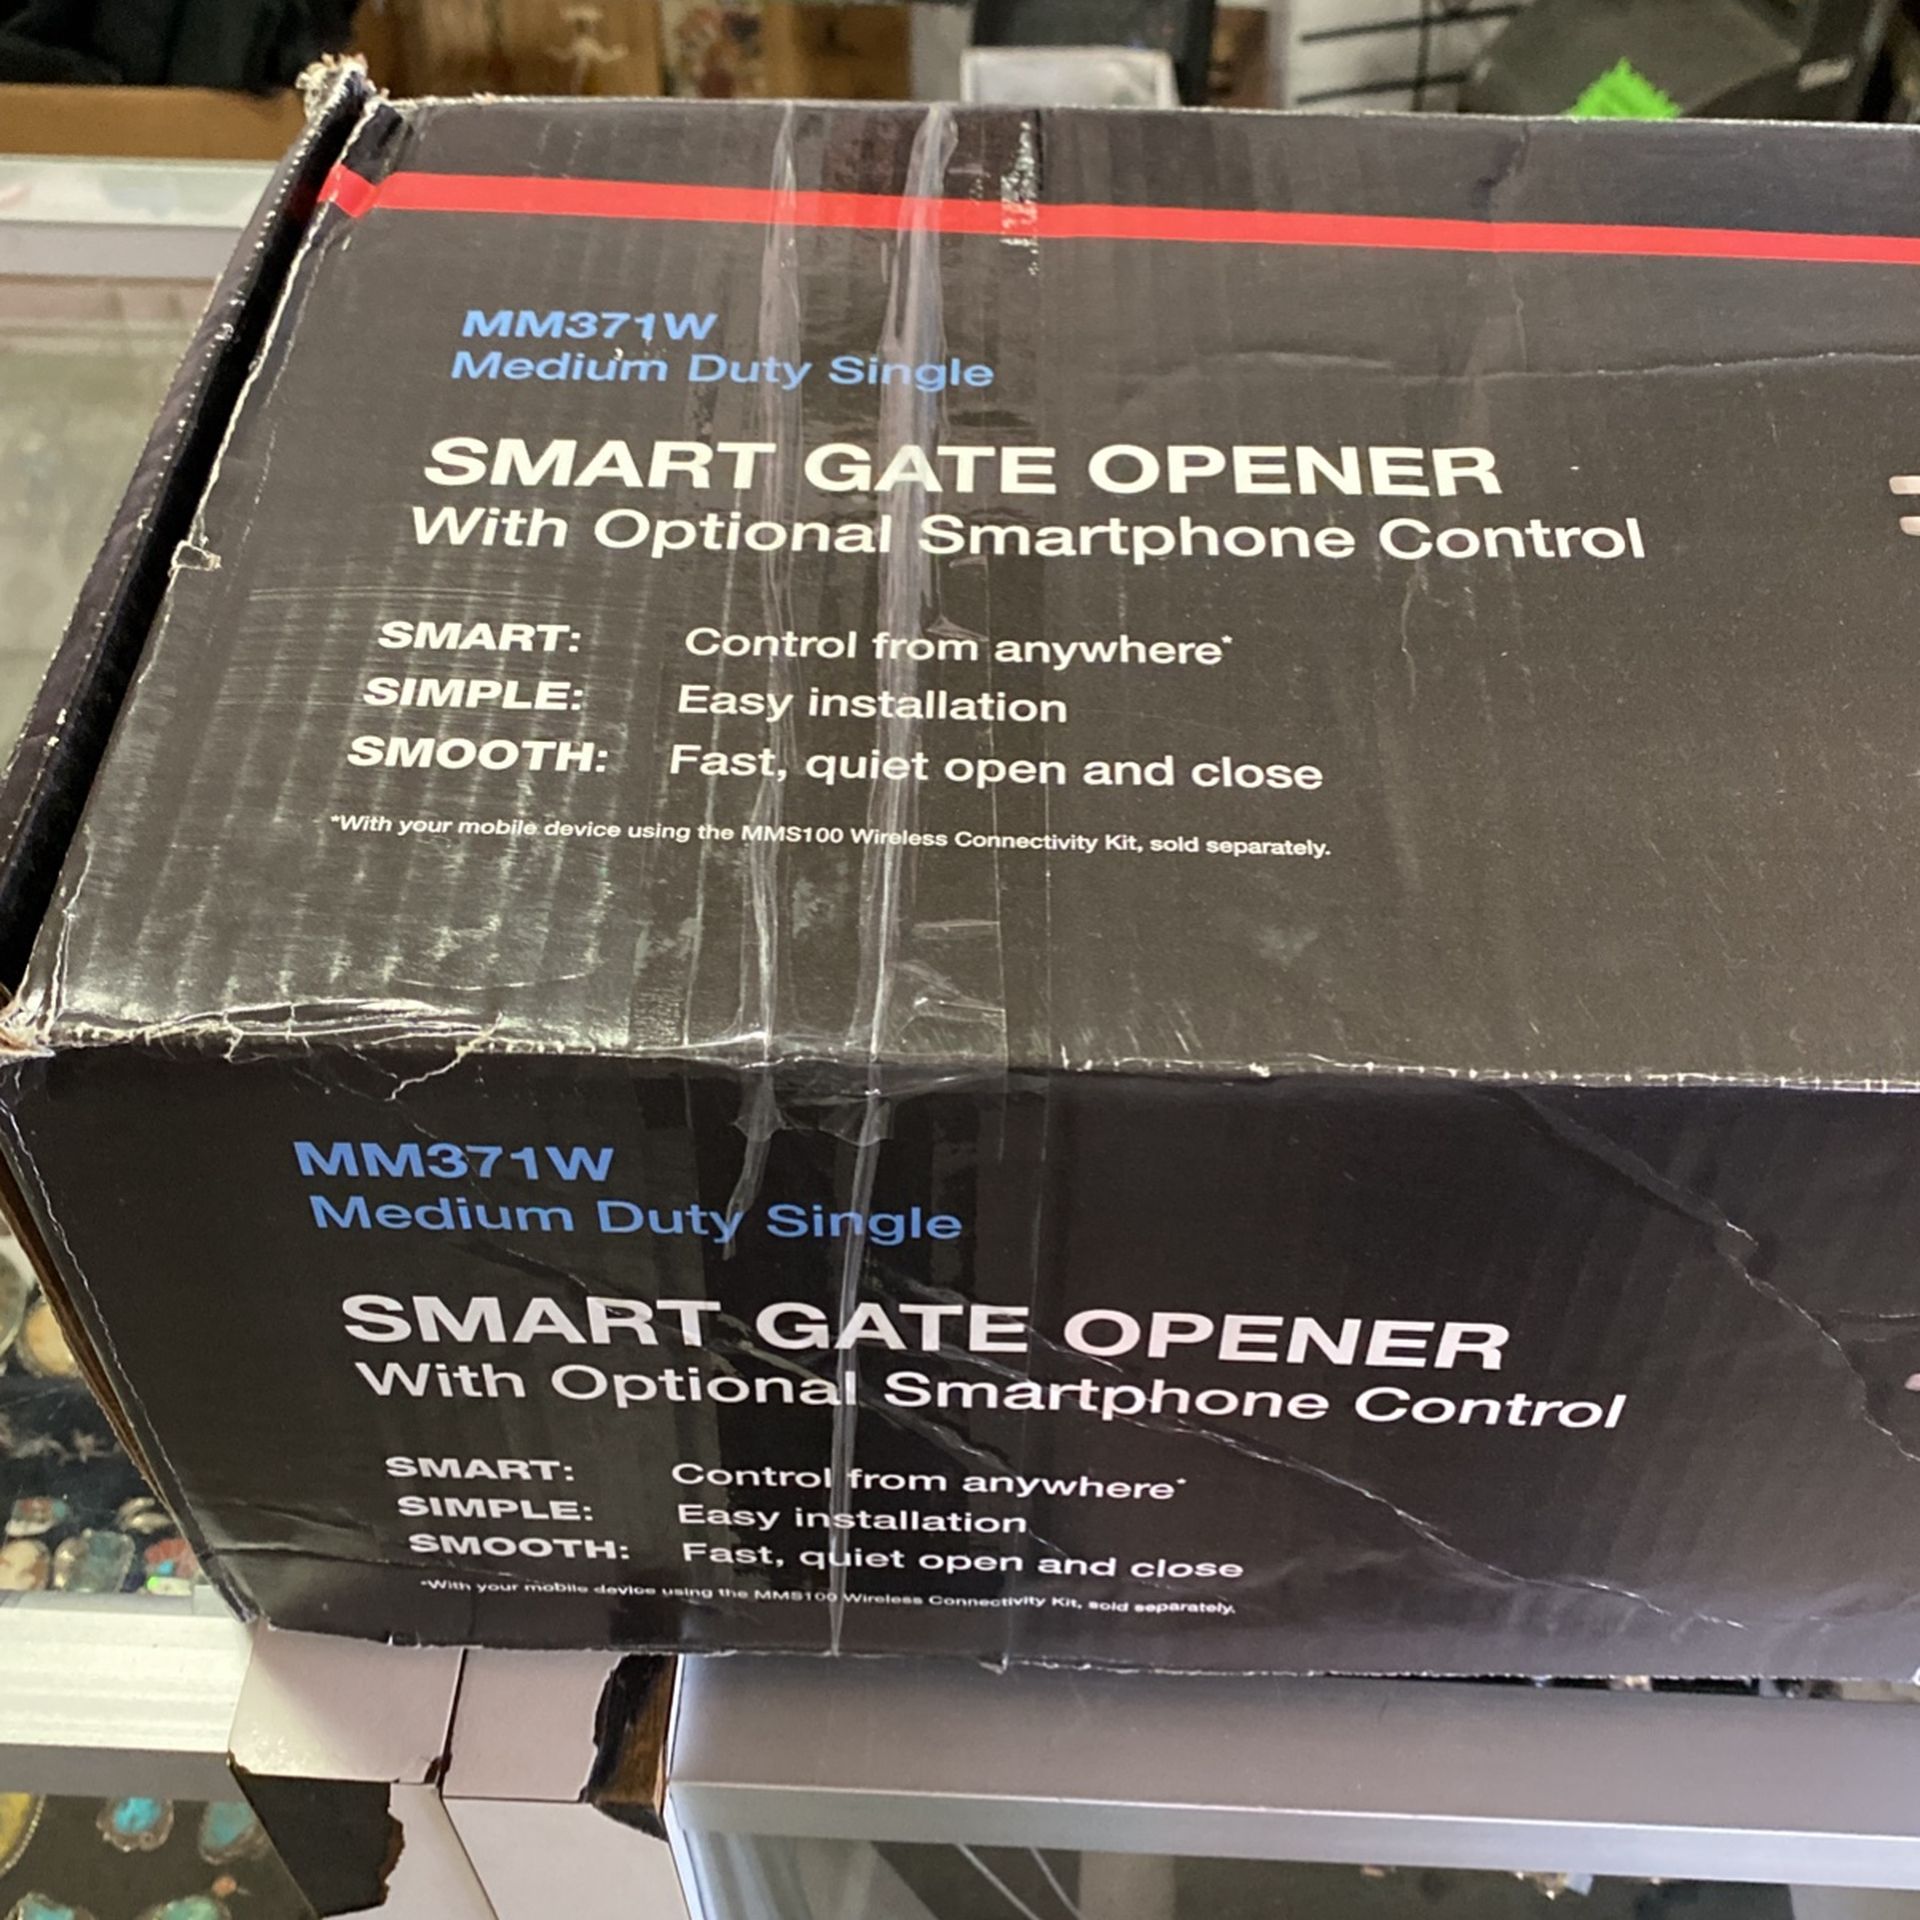 MM371W
Medium Duty Single
SMART GATE OPENER
With Optional Smartphone Control
SMART: Control from anywhere*
SIMPLE: Easy installation
SMOOTH: Fast, quiet open and close
*With your mobile device using the MMS100 Wireless Connectivity Kit, sold separately.
MM371W
Medium Duty Single
SMART GATE OPENER
With Optional Smartphone Control
SMART: Control from anywhere*
SIMPLE: Easy installation
SMOOTH: Fast, quiet open and close
*With your mobile device using the MMS100 Wireless Connectivity Kit, sold separately.